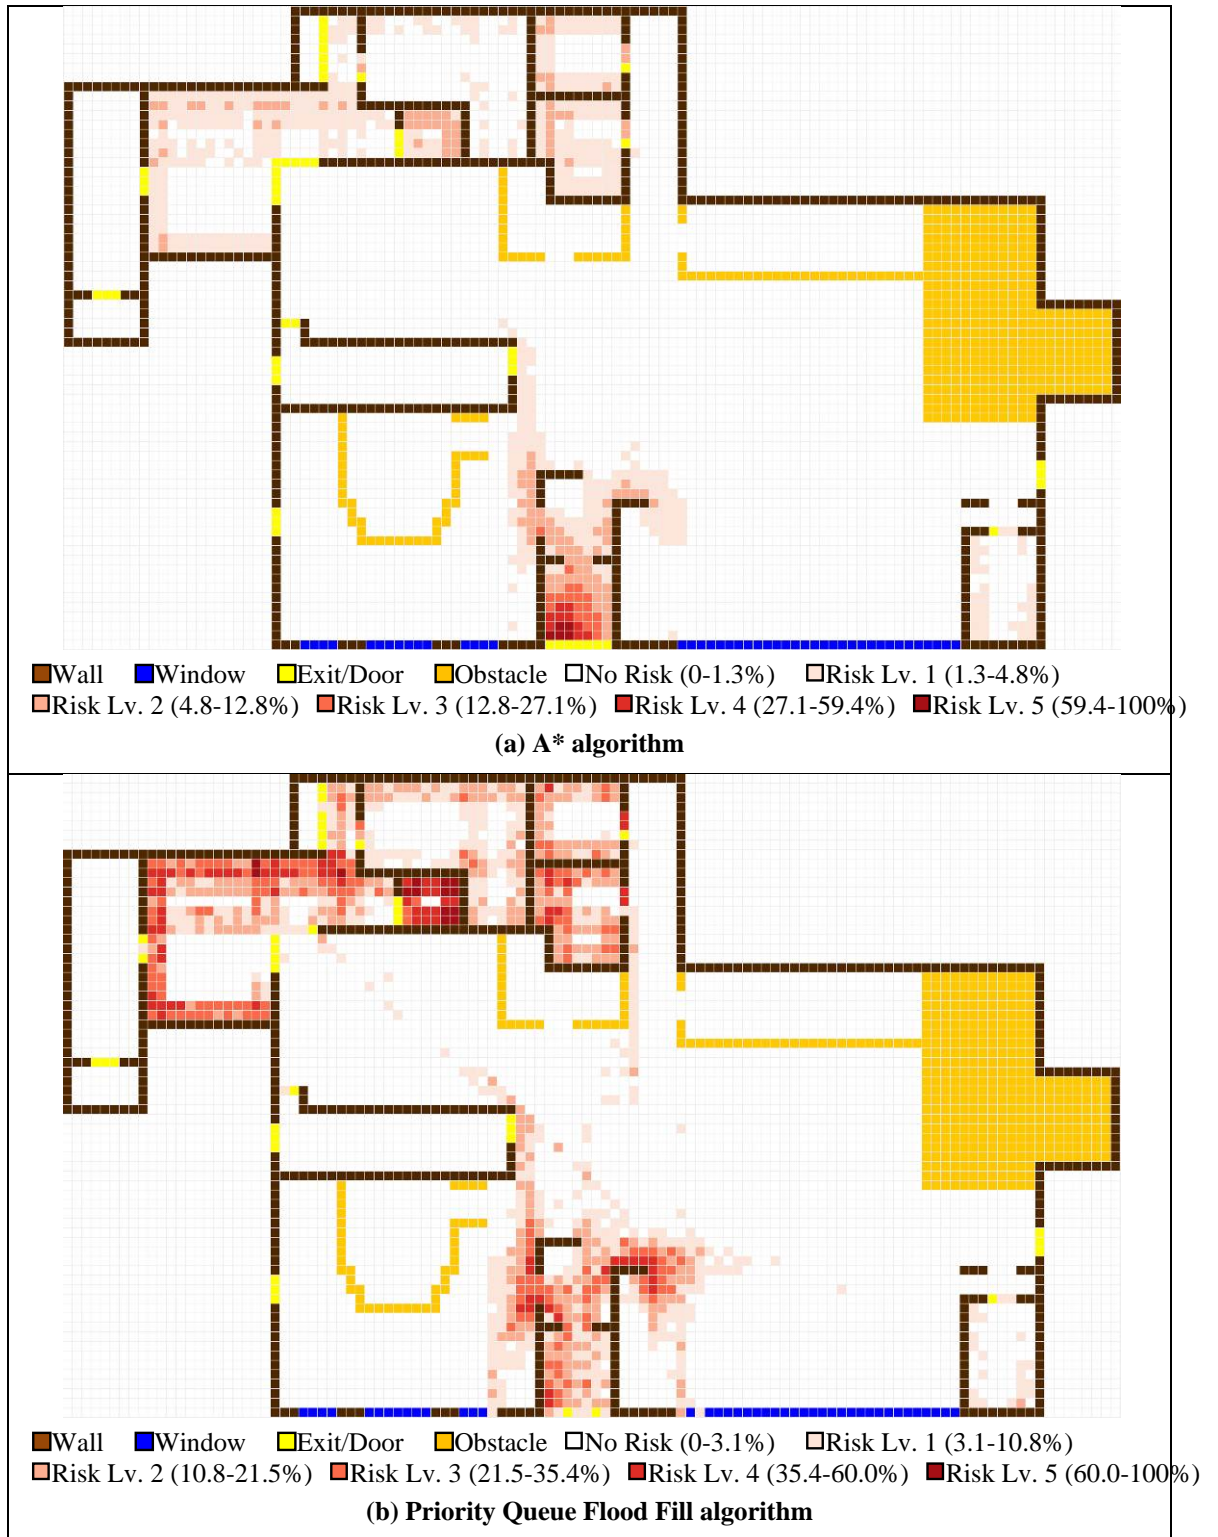 Wall Window Exit/Door Obstacle No Risk (0-1.3%) Risk Lv. 1 (1.3-4.8%)
Risk Lv. 2 (4.8-12.8%) Risk Lv. 3 (12.8-27.1%) Risk Lv. 4 (27.1-59.4%) Risk Lv. 5 (59.4-100%)
(a) A* algorithm
Wall Window Exit/Door Obstacle No Risk (0-3.1%) Risk Lv. 1 (3.1-10.8%)
Risk Lv. 2 (10.8-21.5%) Risk Lv. 3 (21.5-35.4%) Risk Lv. 4 (35.4-60.0%) Risk Lv. 5 (60.0-100%)
(b) Priority Queue Flood Fill algorithm